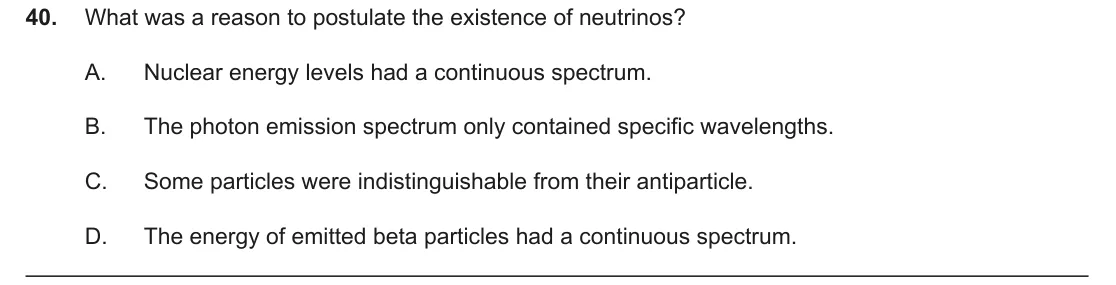 40. What was a reason to postulate the existence of neutrinos?
A. Nuclear energy levels had a continuous spectrum.
B. The photon emission spectrum only contained specific wavelengths.
C. Some particles were indistinguishable from their antiparticle.
D. The energy of emitted beta particles had a continuous spectrum.